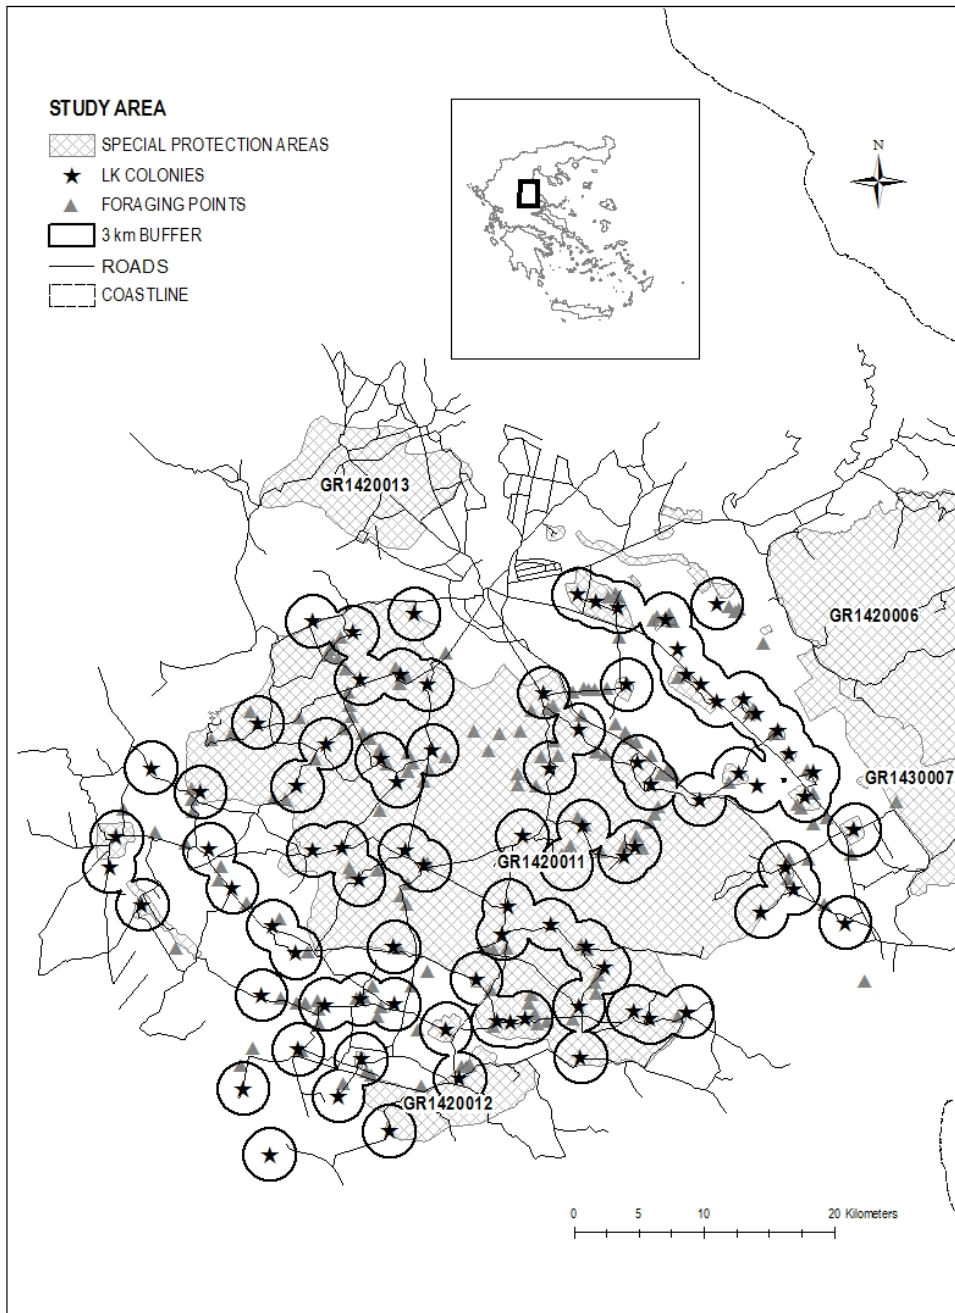 STUDY AREA
SPECIAL PROTECTION AREAS
LK COLONIES
FORAGING POINTS
3 km BUFFER
ROADS
COASTLINE
N
GR1420013
GR1420006
GR1430007
GR1420011
GR1420012
0 5 10 20 Kilometers